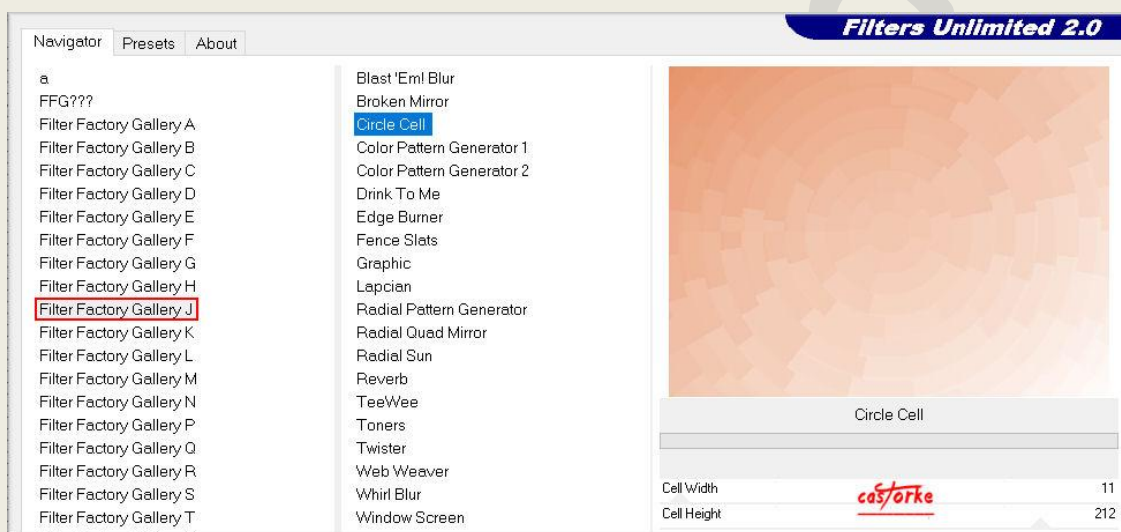 Filters Unlimited 2.0
Navigator Presets About
a
FFG???
Filter Factory Gallery A
Filter Factory Gallery B
Filter Factory Gallery C
Filter Factory Gallery D
Filter Factory Gallery E
Filter Factory Gallery F
Filter Factory Gallery G
Filter Factory Gallery H
Filter Factory Gallery J
Filter Factory Gallery K
Filter Factory Gallery L
Filter Factory Gallery M
Filter Factory Gallery N
Filter Factory Gallery P
Filter Factory Gallery Q
Filter Factory Gallery R
Filter Factory Gallery S
Filter Factory Gallery T
Blast 'Em! Blur
Broken Mirror
Circle Cell
Color Pattern Generator 1
Color Pattern Generator 2
Drink To Me
Edge Burner
Fence Slats
Graphic
Lapcian
Radial Pattern Generator
Radial Quad Mirror
Radial Sun
Reverb
TeeWee
Toners
Twister
Web Weaver
Whirl Blur
Window Screen
Circle Cell
Cell Width 11
castorke
Cell Height 212